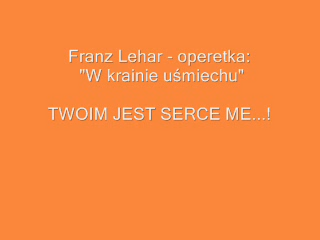 Franz Lehar - operetka:
"W krainie uśmiechu"
TWOIM JEST SERCE ME...!